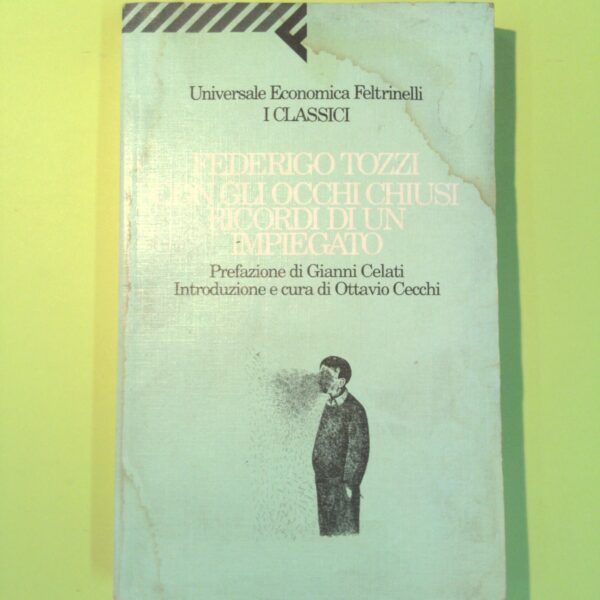 Universale Economica Feltrinelli
I CLASSICI
FEDERIGO TOZZI
CON GLI OCCHI CHIUSI
RICORDI DI UN
IMPIEGATO
Prefazione di Gianni Celati
Introduzione e cura di Ottavio Cecchi